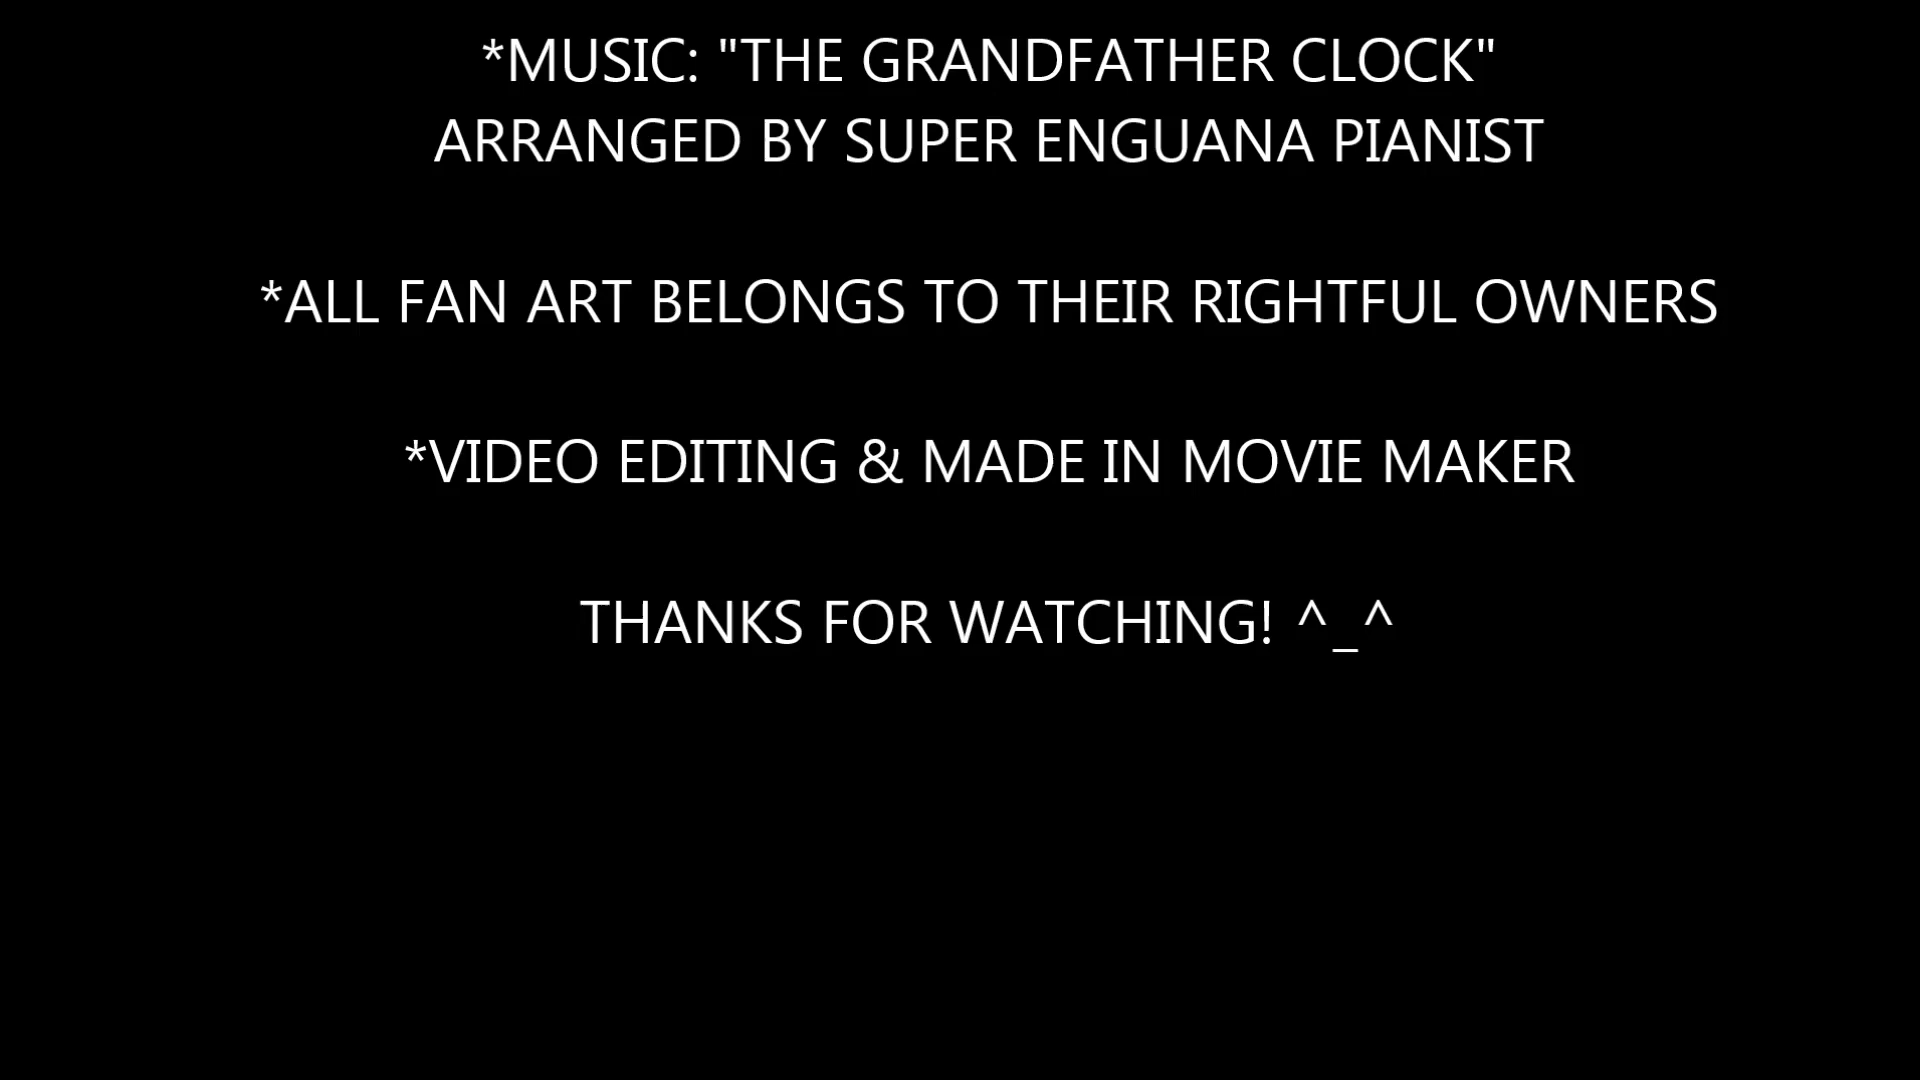 *MUSIC: "THE GRANDFATHER CLOCK"
ARRANGED BY SUPER ENGUANA PIANIST
*ALL FAN ART BELONGS TO THEIR RIGHTFUL OWNERS
*VIDEO EDITING & MADE IN MOVIE MAKER
THANKS FOR WATCHING! ^_^